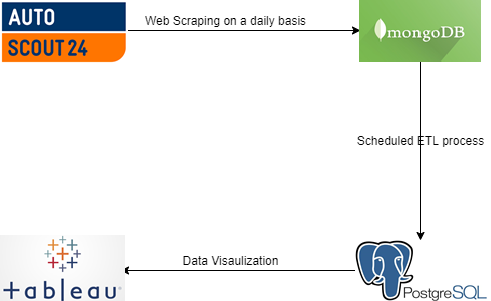 AUTO
SCOUT 24
Web Scraping on a daily basis
mongoDB
Scheduled ETL process
+ableau
Data Visaulization
PostgreSQL